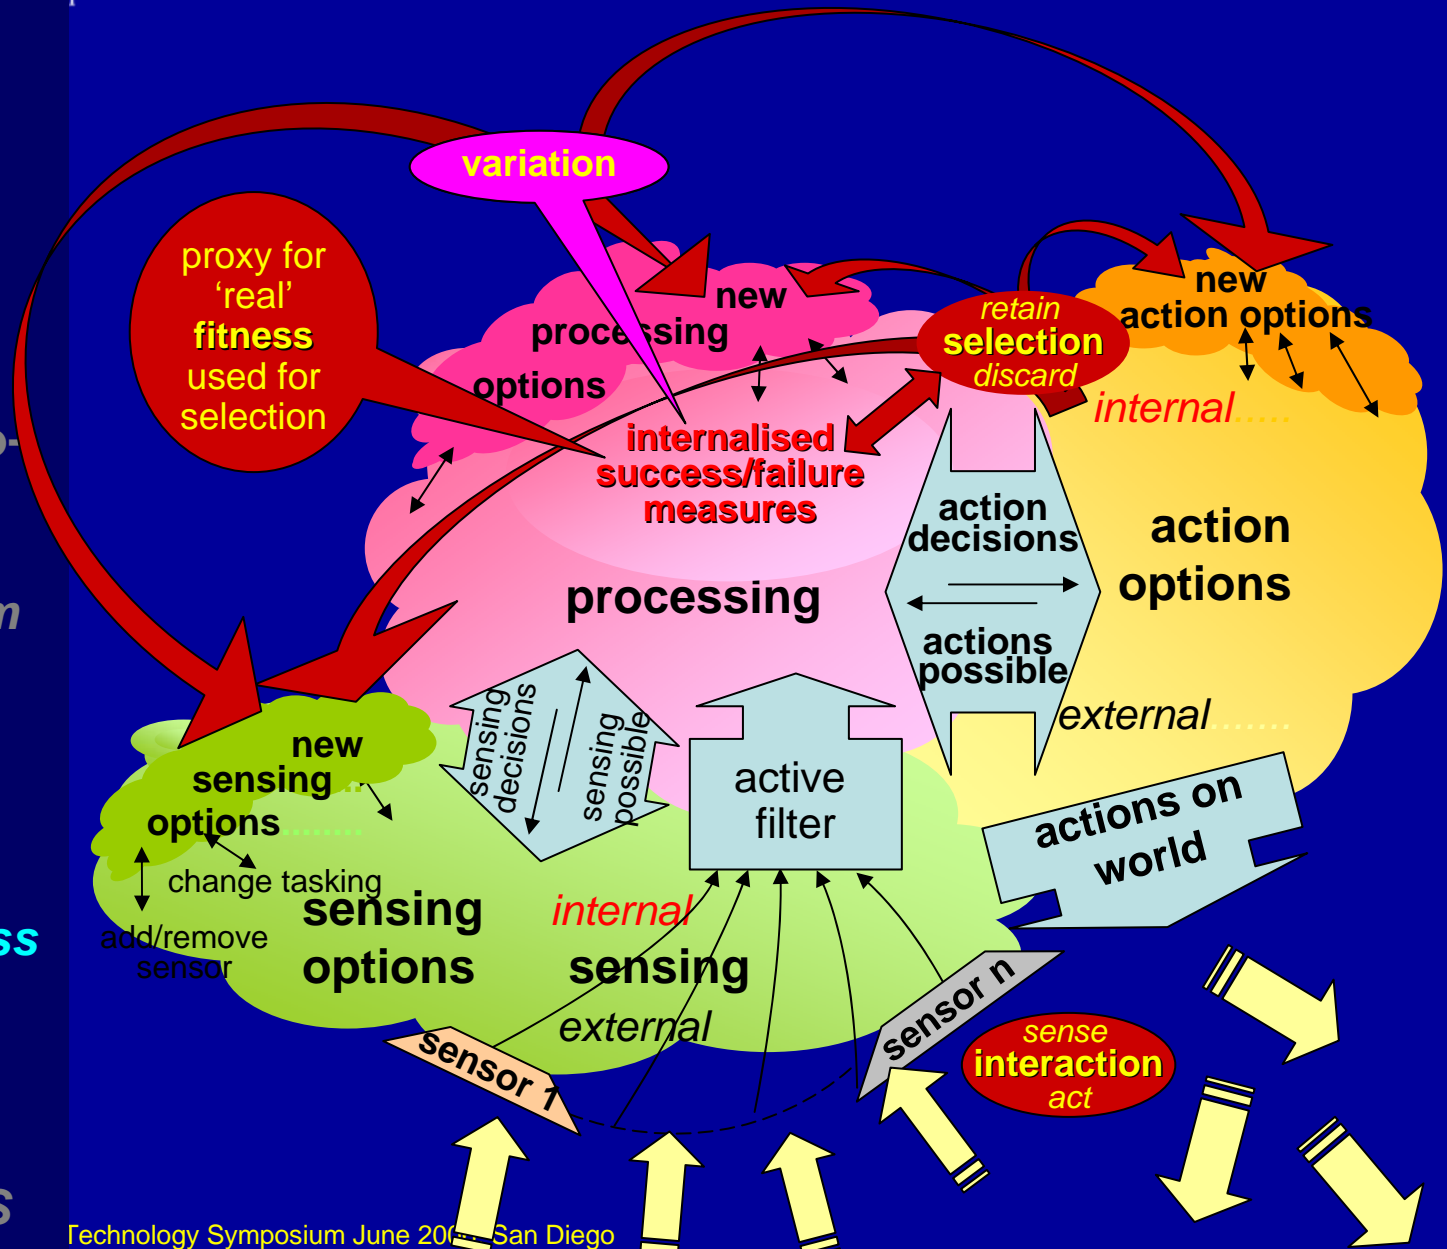 variation
proxy for
‘real’
fitness
used for
selection
new
processing
options
retain
selection
discard
new
action options
internal.....
internalised
success/failure
measures
action
decisions
actions
possible
action
options
processing
external.......
sensing
decisions
sensing
possible
new
sensing ..
options........
active
filter
actions on
world
change tasking
add/remove
sensor
sensing
options
internal
sensing
external
sensor 1
sensor n
sense
interaction
act
Technology Symposium June San Diego